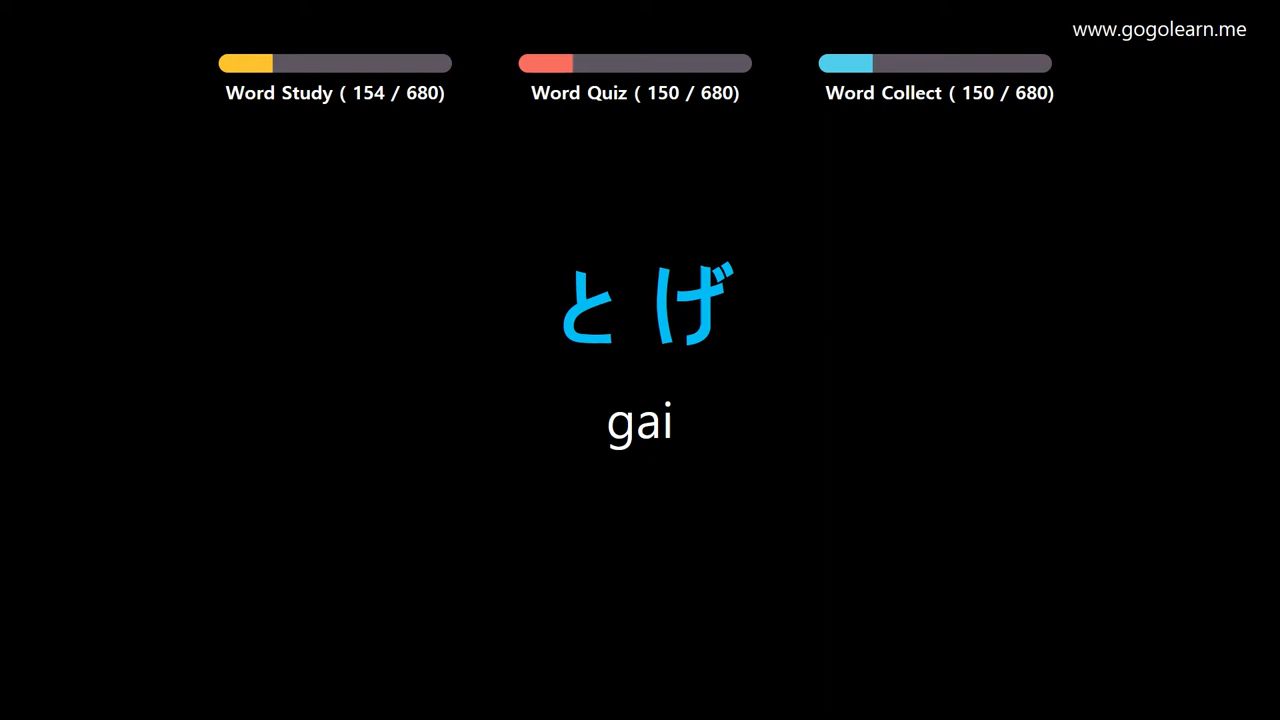 www.gogolearn.me
Word Study ( 154 / 680)
Word Quiz ( 150 / 680)
Word Collect ( 150 / 680)
とげ
gai